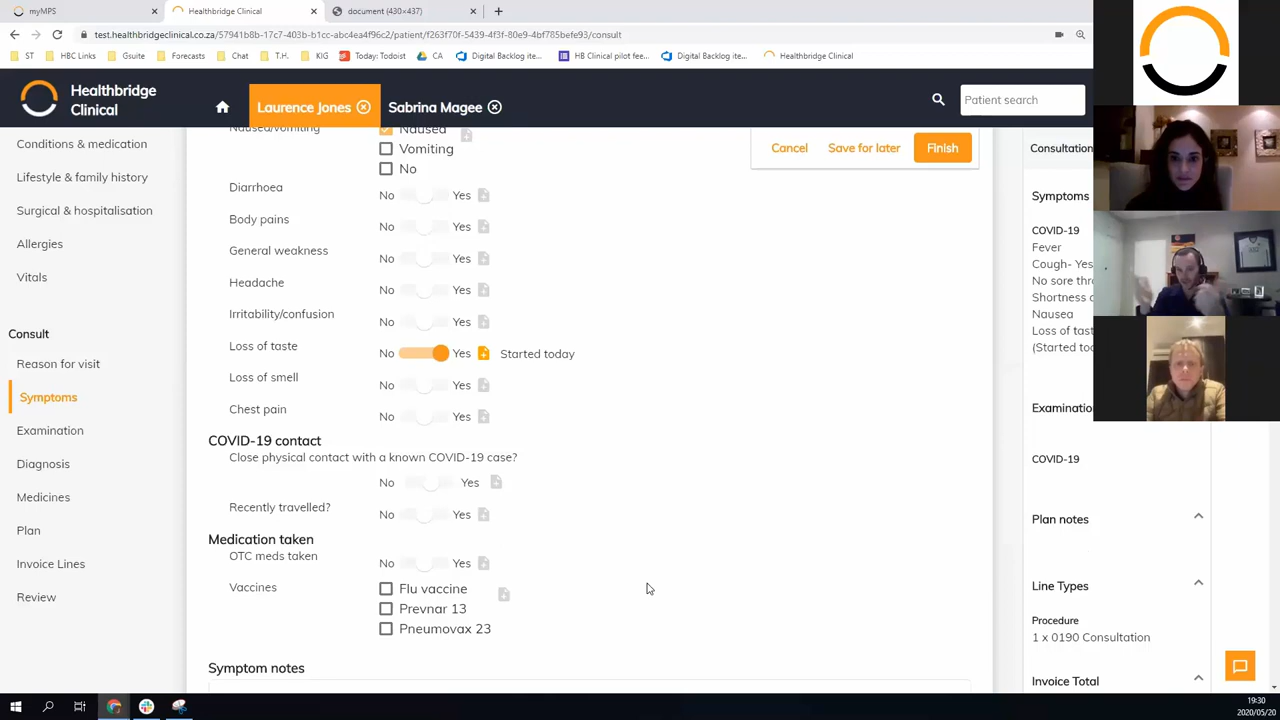 myMPS
Healthbridge Clinical
document (430×437)
test.healthbridgeclinical.co.za/57941b8b-17c7-403b-b1cc-abc4ea4f96c2/patient/f263f70f-5439-4f3f-80e9-4bf785befe93/consult
ST
HBC Links
Gsuite
Forecasts
Chat
T.H.
KIG
Today: Todoist
CA
Digital Backlog ite...
HB Clinical pilot fee...
Digital Backlog ite...
Healthbridge Clinical
Healthbridge
Clinical
Laurence Jones
Sabrina Magee
Patient search
Conditions & medication
Lifestyle & family history
Surgical & hospitalisation
Allergies
Vitals
Consult
Reason for visit
Symptoms
Examination
Diagnosis
Medicines
Plan
Invoice Lines
Review
Cancel
Save for later
Finish
Nausea/vomiting
Nausea
Vomiting
No
Diarrhoea
No Yes
Body pains
No Yes
General weakness
No Yes
Headache
No Yes
Irritability/confusion
No Yes
Loss of taste
No Yes Started today
Loss of smell
No Yes
Chest pain
No Yes
COVID-19 contact
Close physical contact with a known COVID-19 case?
No Yes
Recently travelled?
No Yes
Medication taken
OTC meds taken
No Yes
Vaccines
Flu vaccine
Prevnar 13
Pneumovax 23
Symptom notes
Consultation
Symptoms
COVID-19
Fever
Cough- Yes
No sore thr
Shortness o
Nausea
Loss of tast
(Started too
Examination
COVID-19
Plan notes
Line Types
Procedure
1 x 0190 Consultation
Invoice Total
19:30
2020/05/20